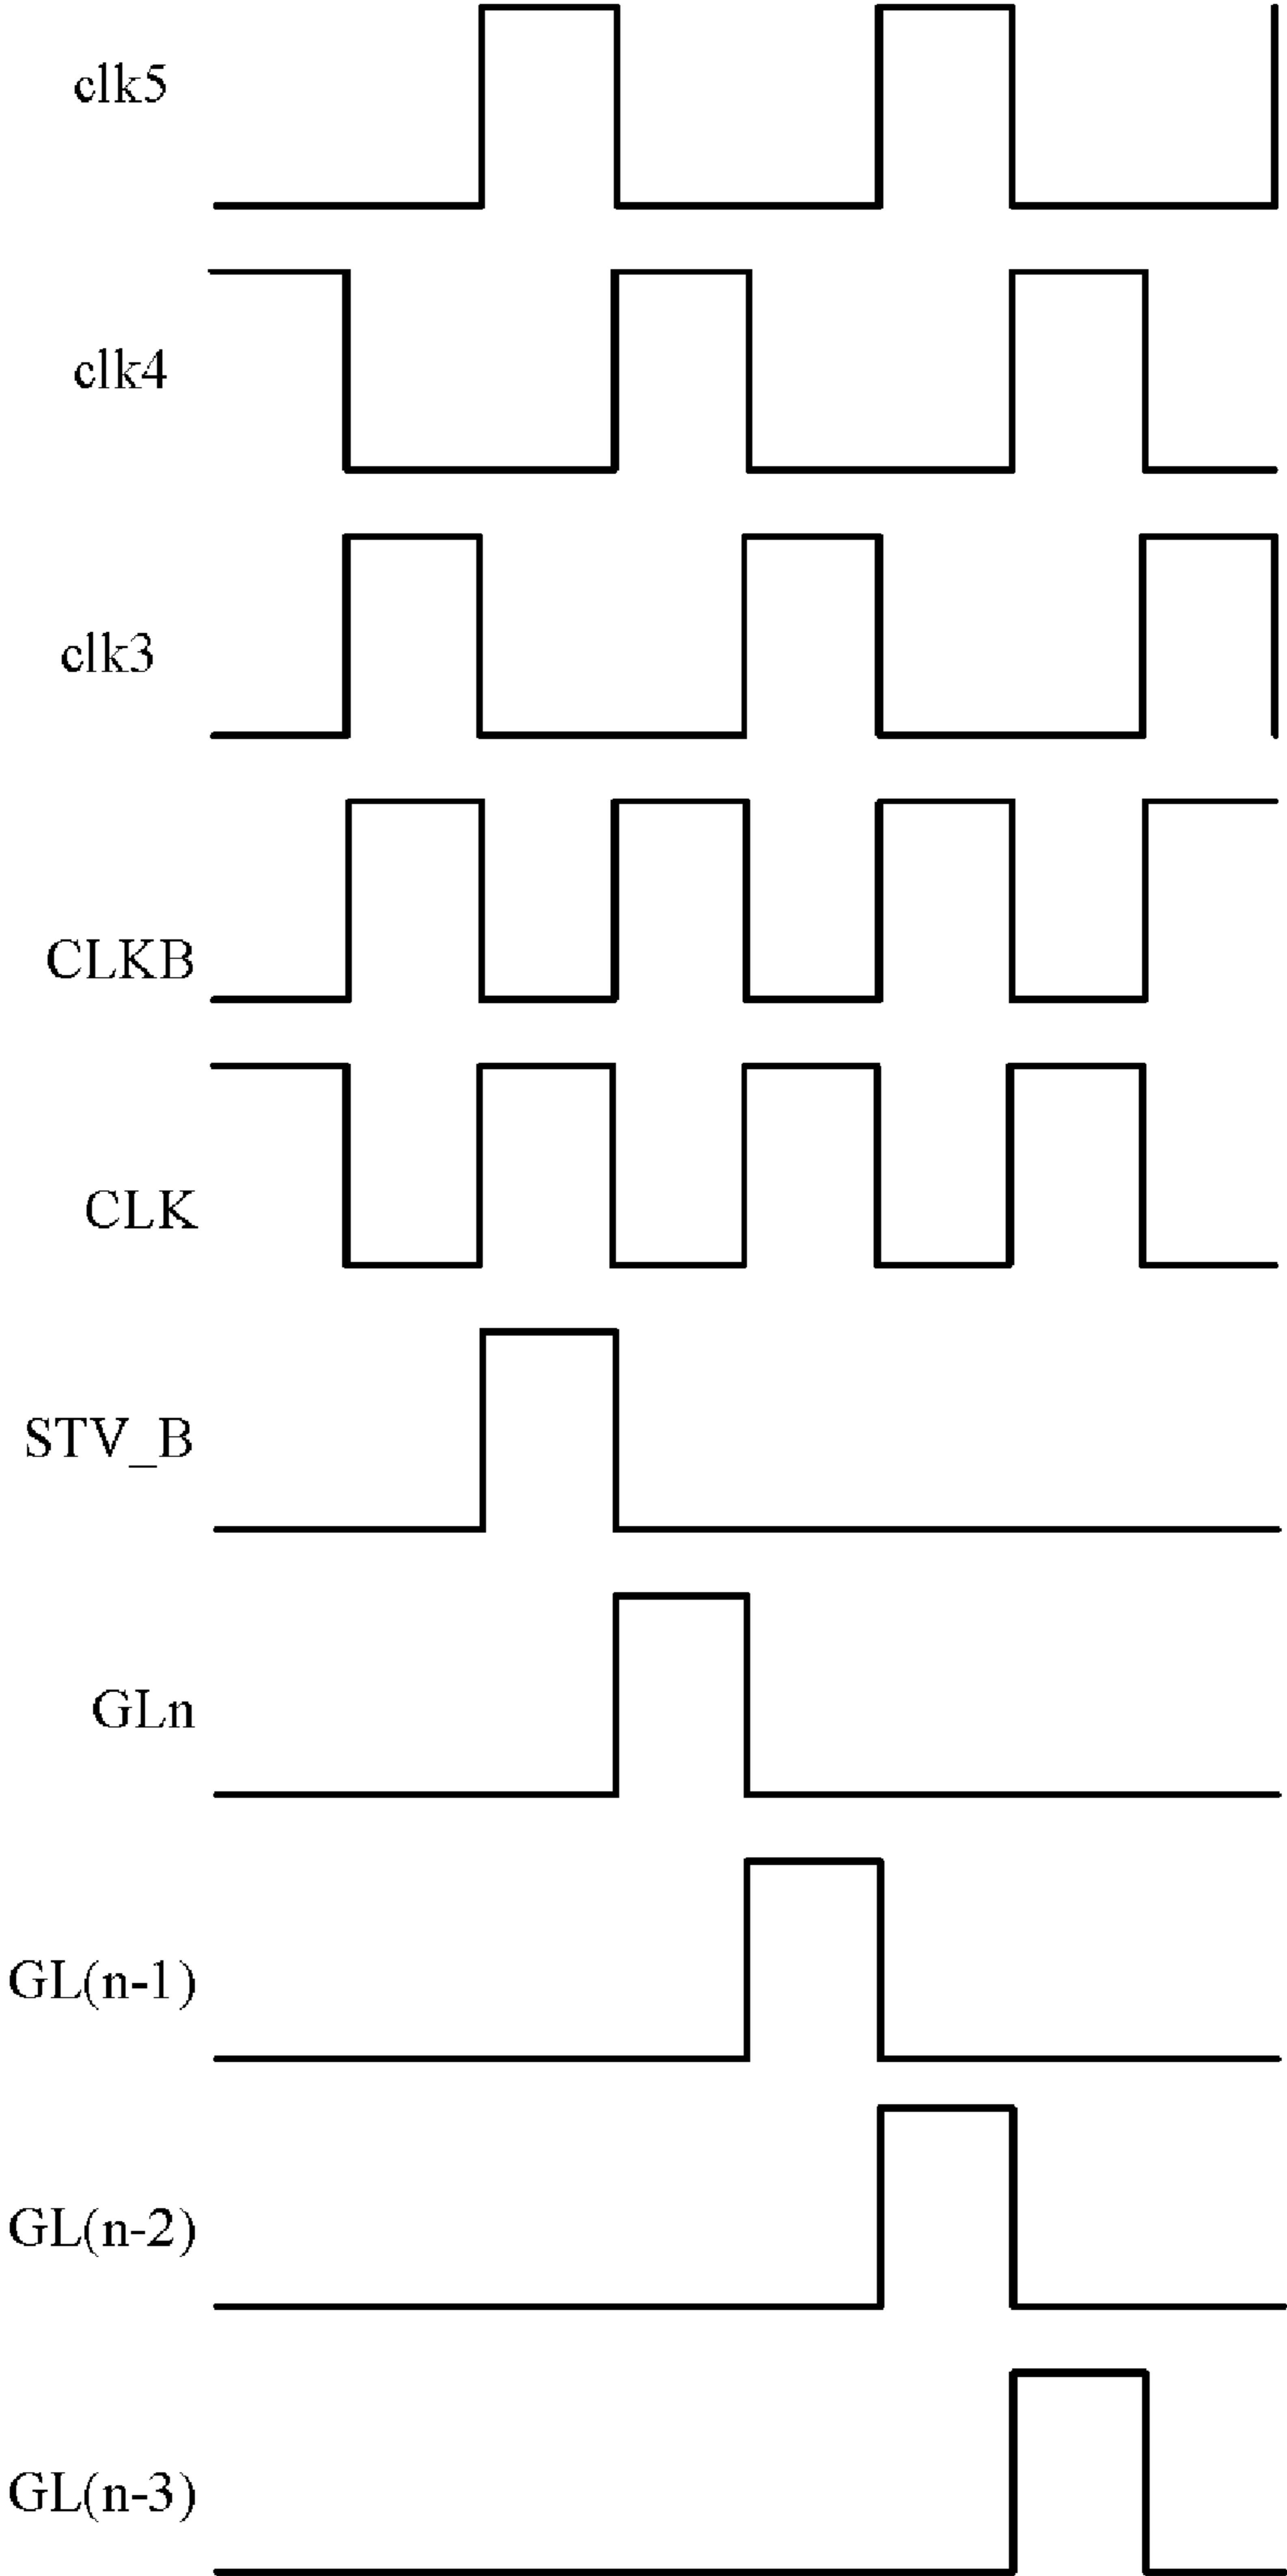 clk5
clk4
clk3
CLKB
CLK
STV_B
GLn
GL(n-1)
GL(n-2)
GL(n-3)